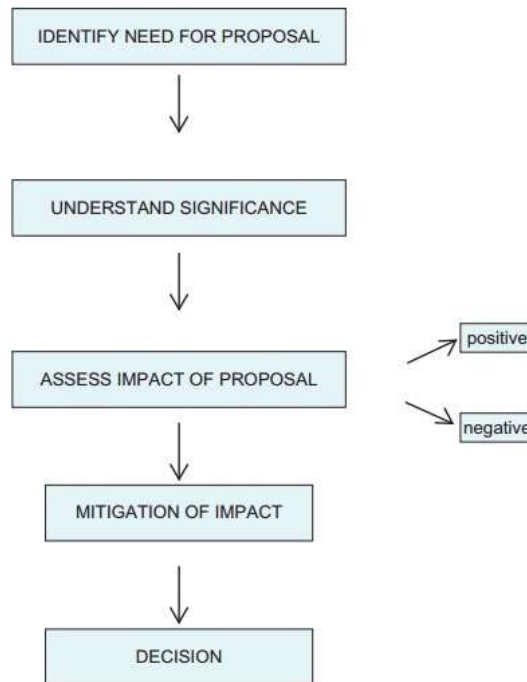 IDENTIFY NEED FOR PROPOSAL
UNDERSTAND SIGNIFICANCE
positive
ASSESS IMPACT OF PROPOSAL
negative
MITIGATION OF IMPACT
DECISION